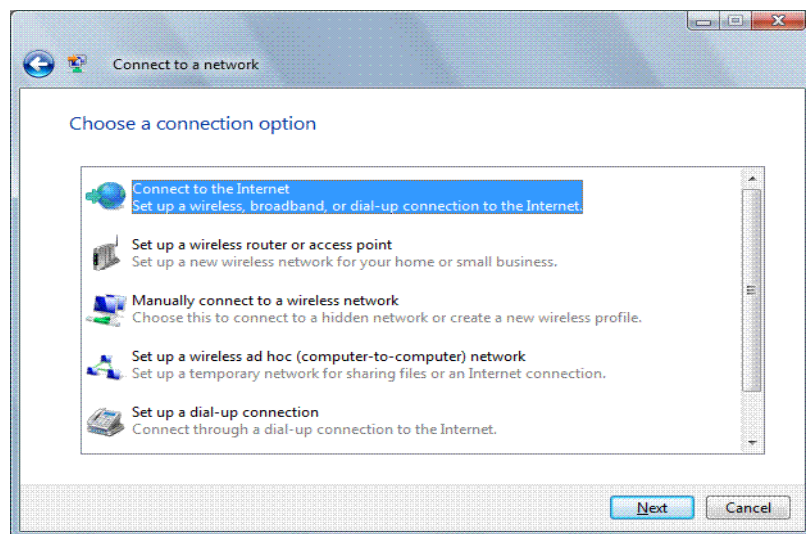 Connect to a network
Choose a connection option
Connect to the Internet
Set up a wireless, broadband, or dial-up connection to the Internet.
Set up a wireless router or access point
Set up a new wireless network for your home or small business.
Manually connect to a wireless network
Choose this to connect to a hidden network or create a new wireless profile.
Set up a wireless ad hoc (computer-to-computer) network
Set up a temporary network for sharing files or an Internet connection.
Set up a dial-up connection
Connect through a dial-up connection to the Internet.
Next Cancel